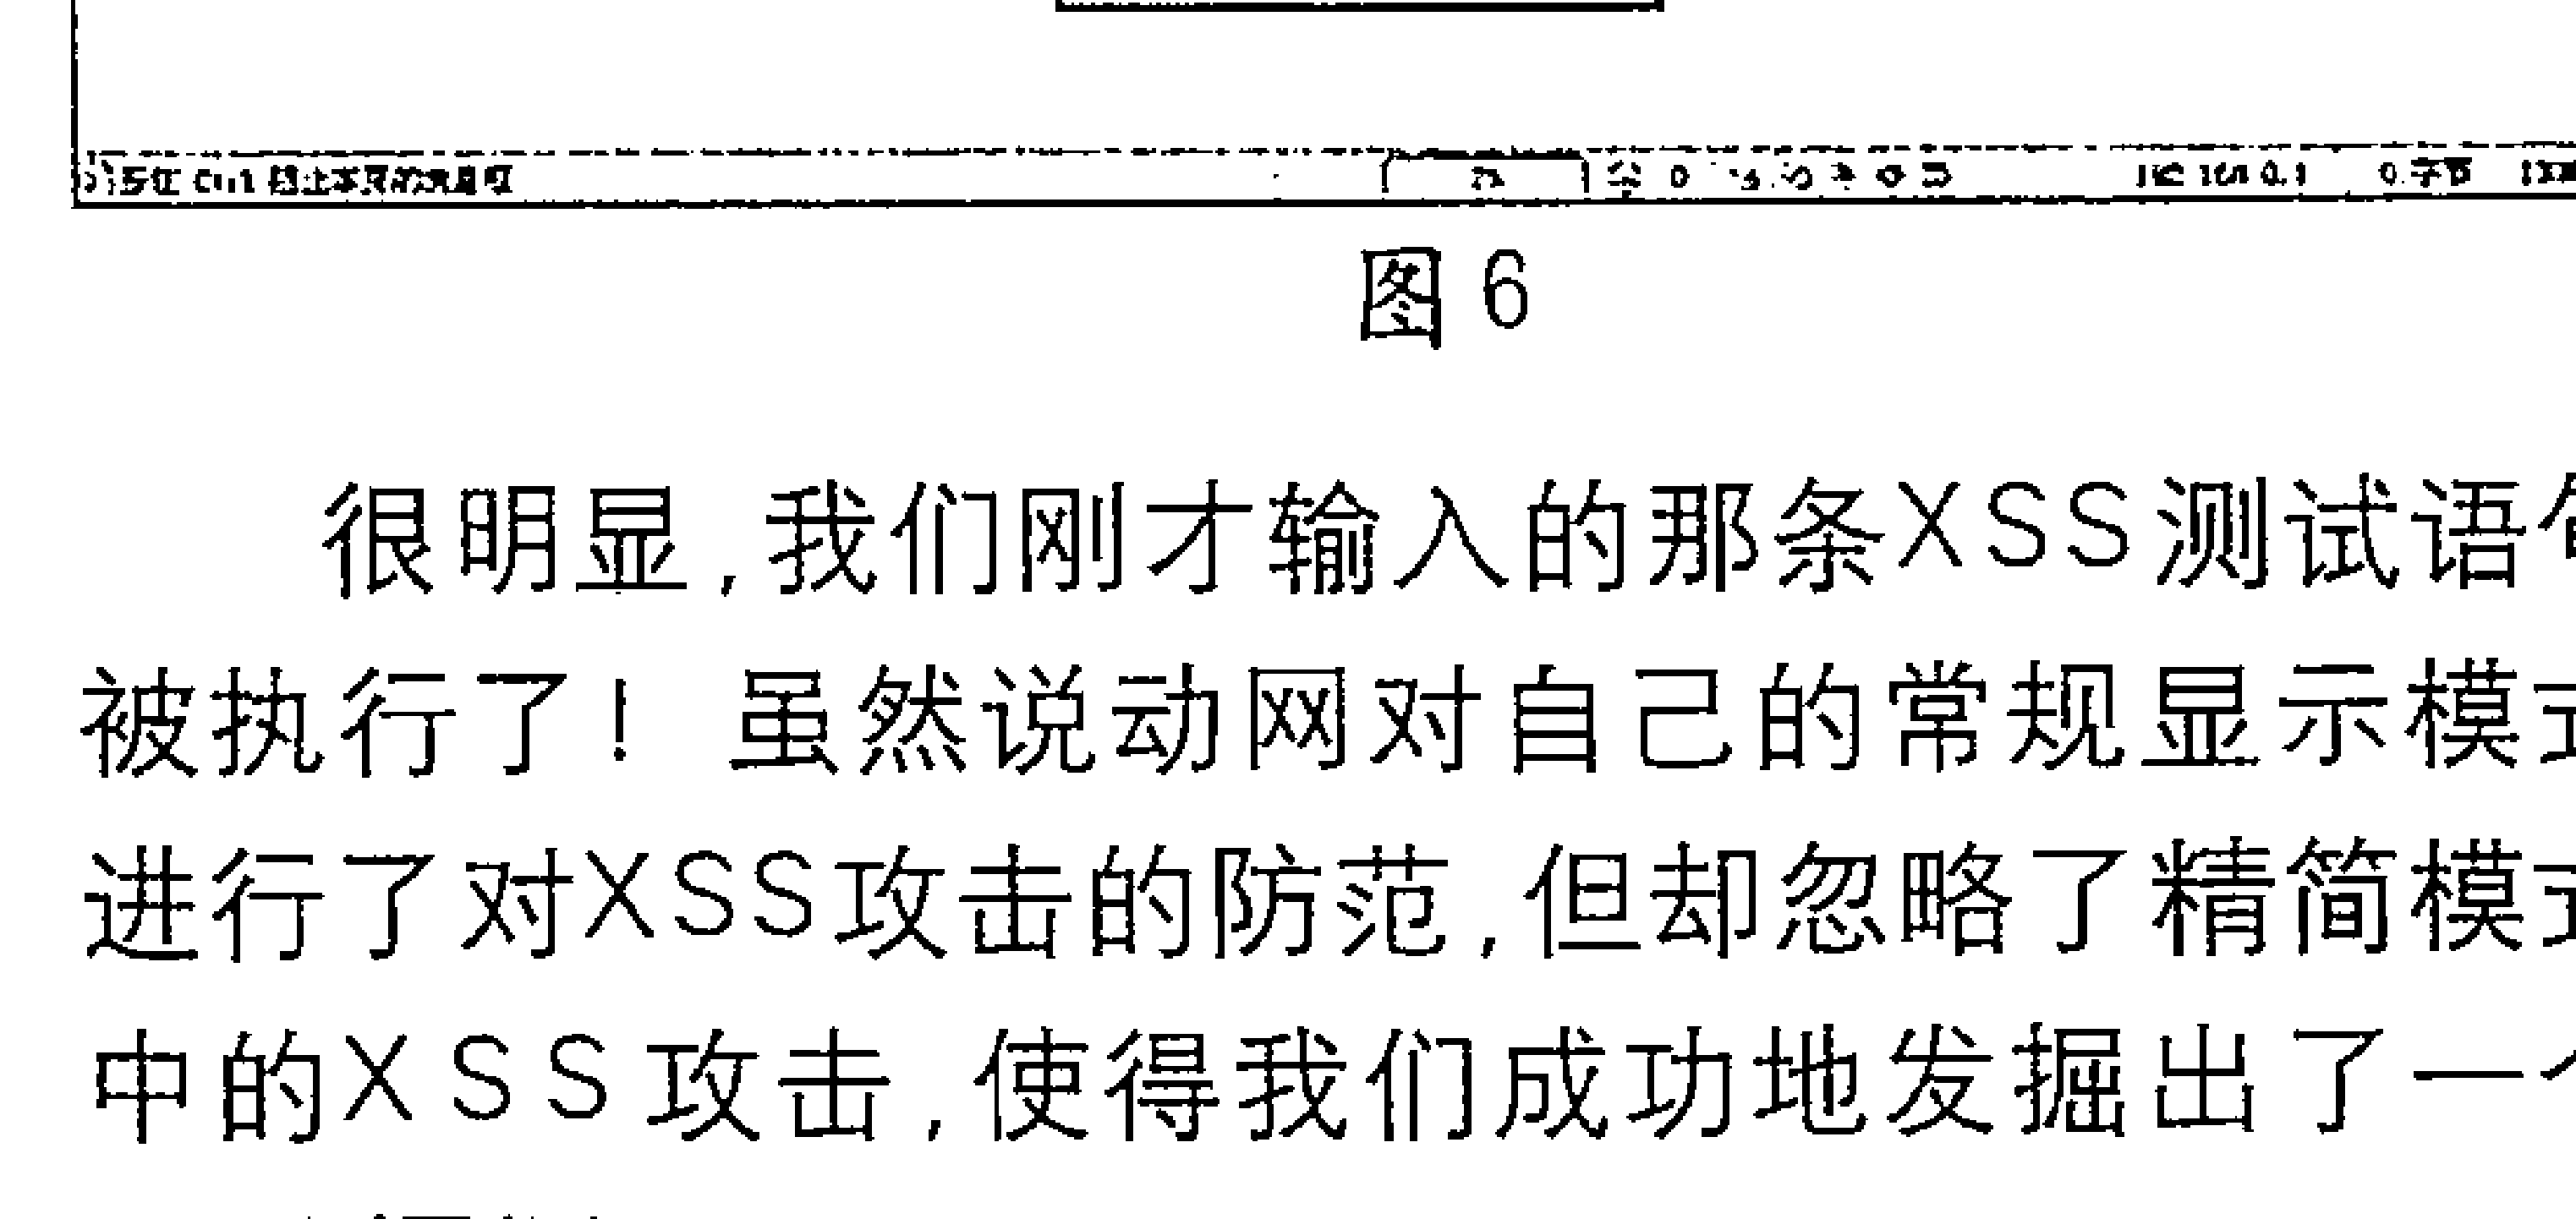 图 6
很明显,我们刚才输入的那条XSS测试语句
被执行了! 虽然说动网对自己的常规显示模式
进行了对XSS攻击的防范,但却忽略了精简模式
中的XSS攻击,使得我们成功地发掘出了一个